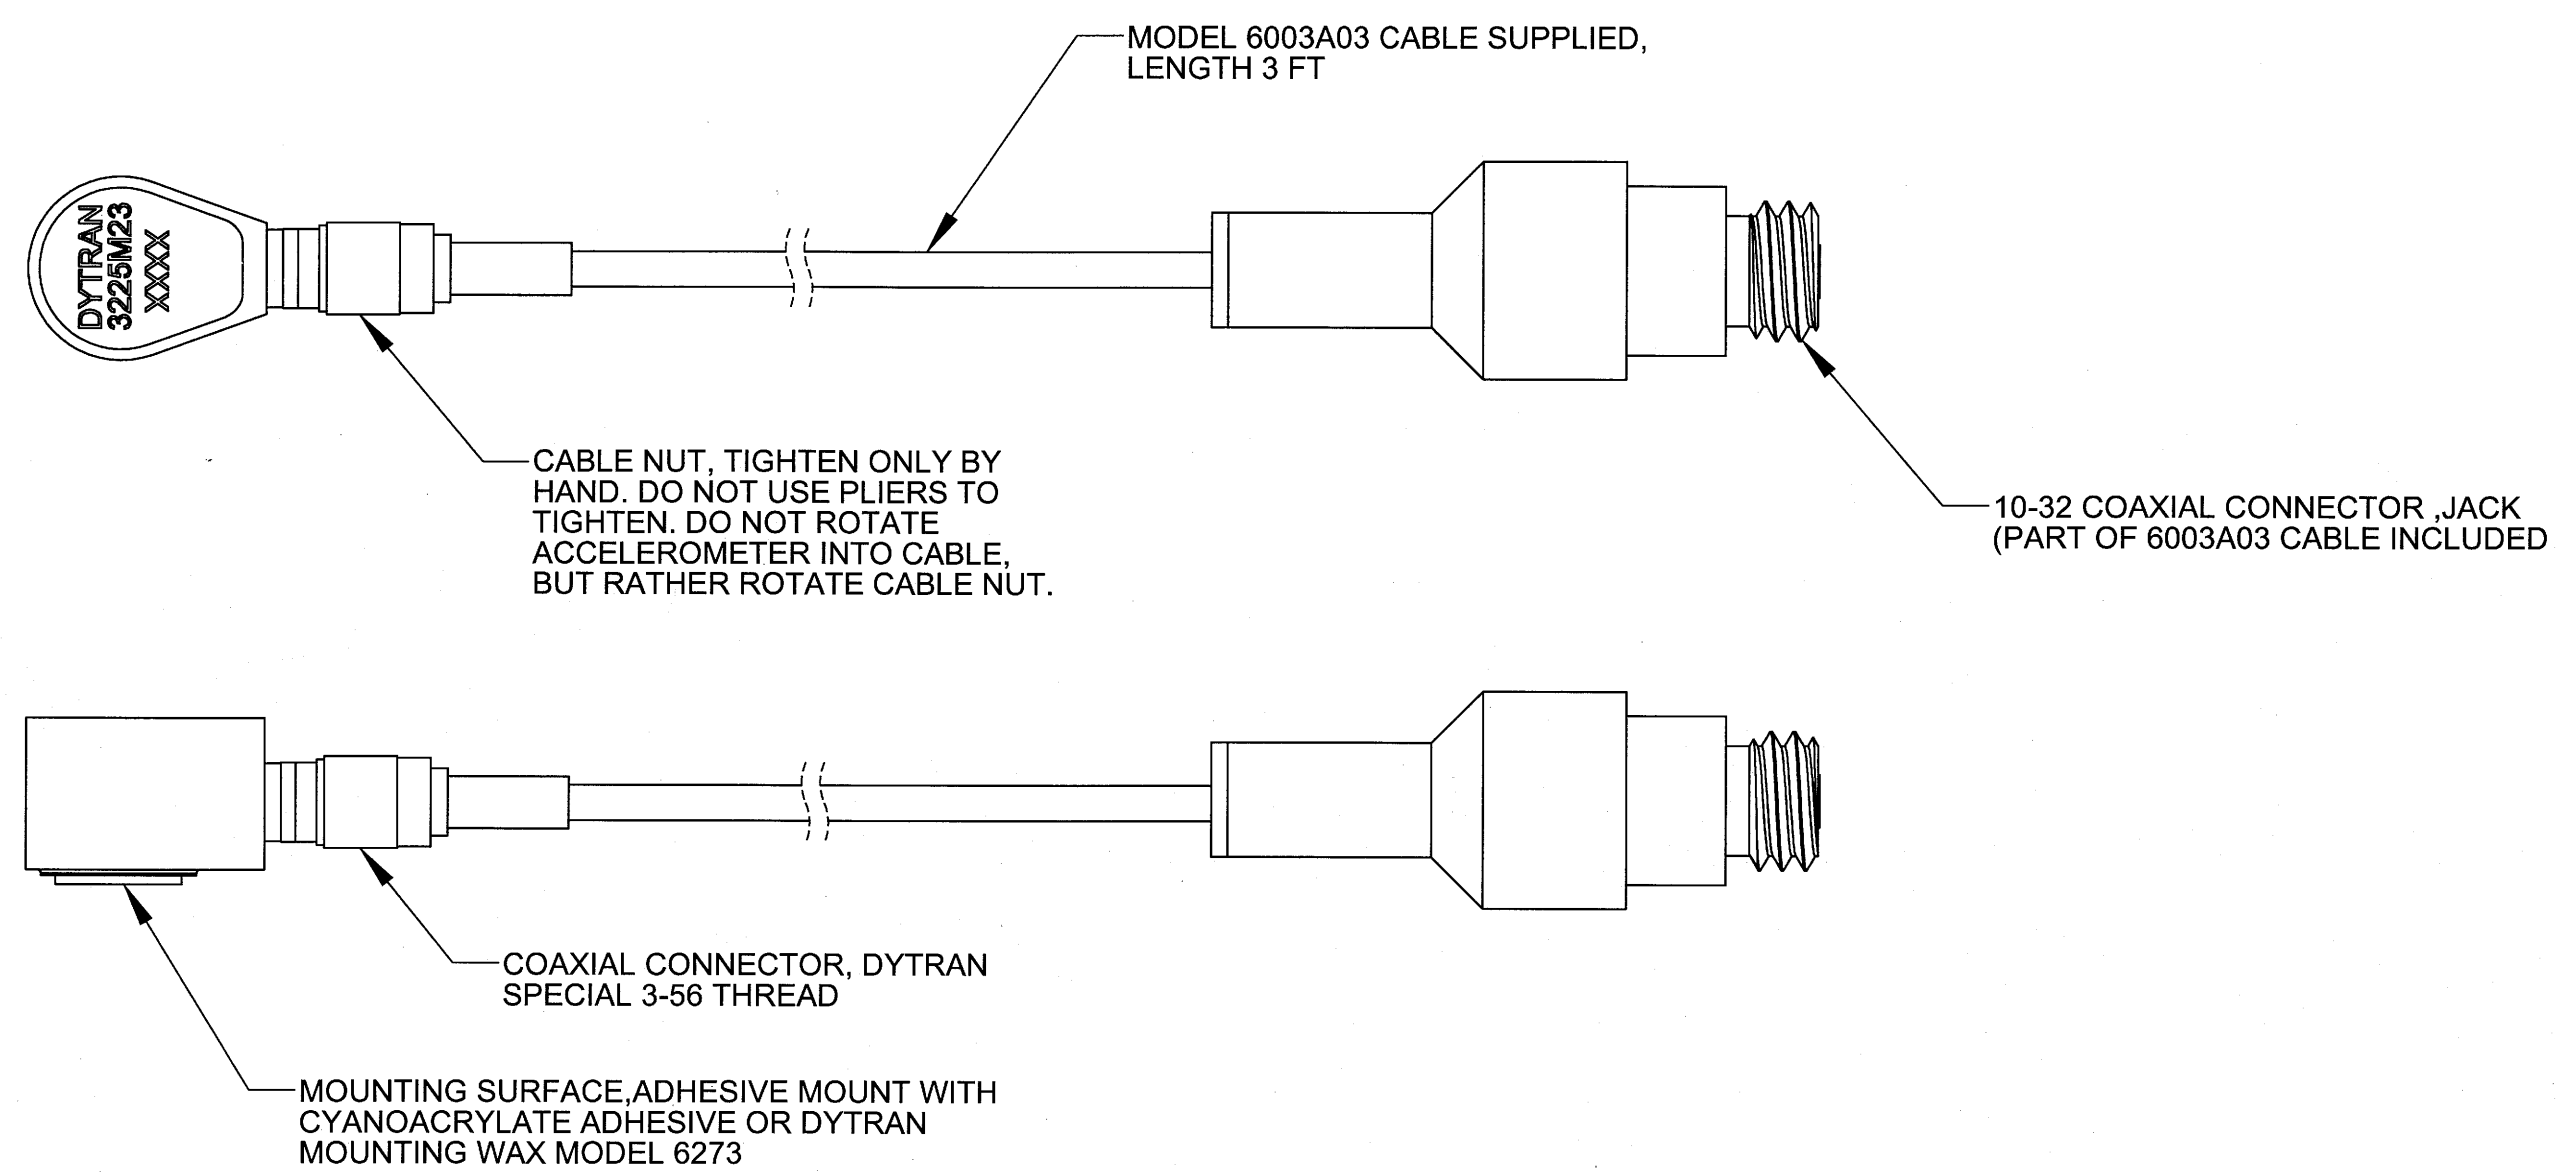 MODEL 6003A03 CABLE SUPPLIED,
LENGTH 3 FT
DYTRAN
3225M23
XXXX
CABLE NUT, TIGHTEN ONLY BY
HAND. DO NOT USE PLIERS TO
TIGHTEN. DO NOT ROTATE
ACCELEROMETER INTO CABLE,
BUT RATHER ROTATE CABLE NUT.
10-32 COAXIAL CONNECTOR ,JACK
(PART OF 6003A03 CABLE INCLUDED
COAXIAL CONNECTOR, DYTRAN
SPECIAL 3-56 THREAD
MOUNTING SURFACE,ADHESIVE MOUNT WITH
CYANOACRYLATE ADHESIVE OR DYTRAN
MOUNTING WAX MODEL 6273